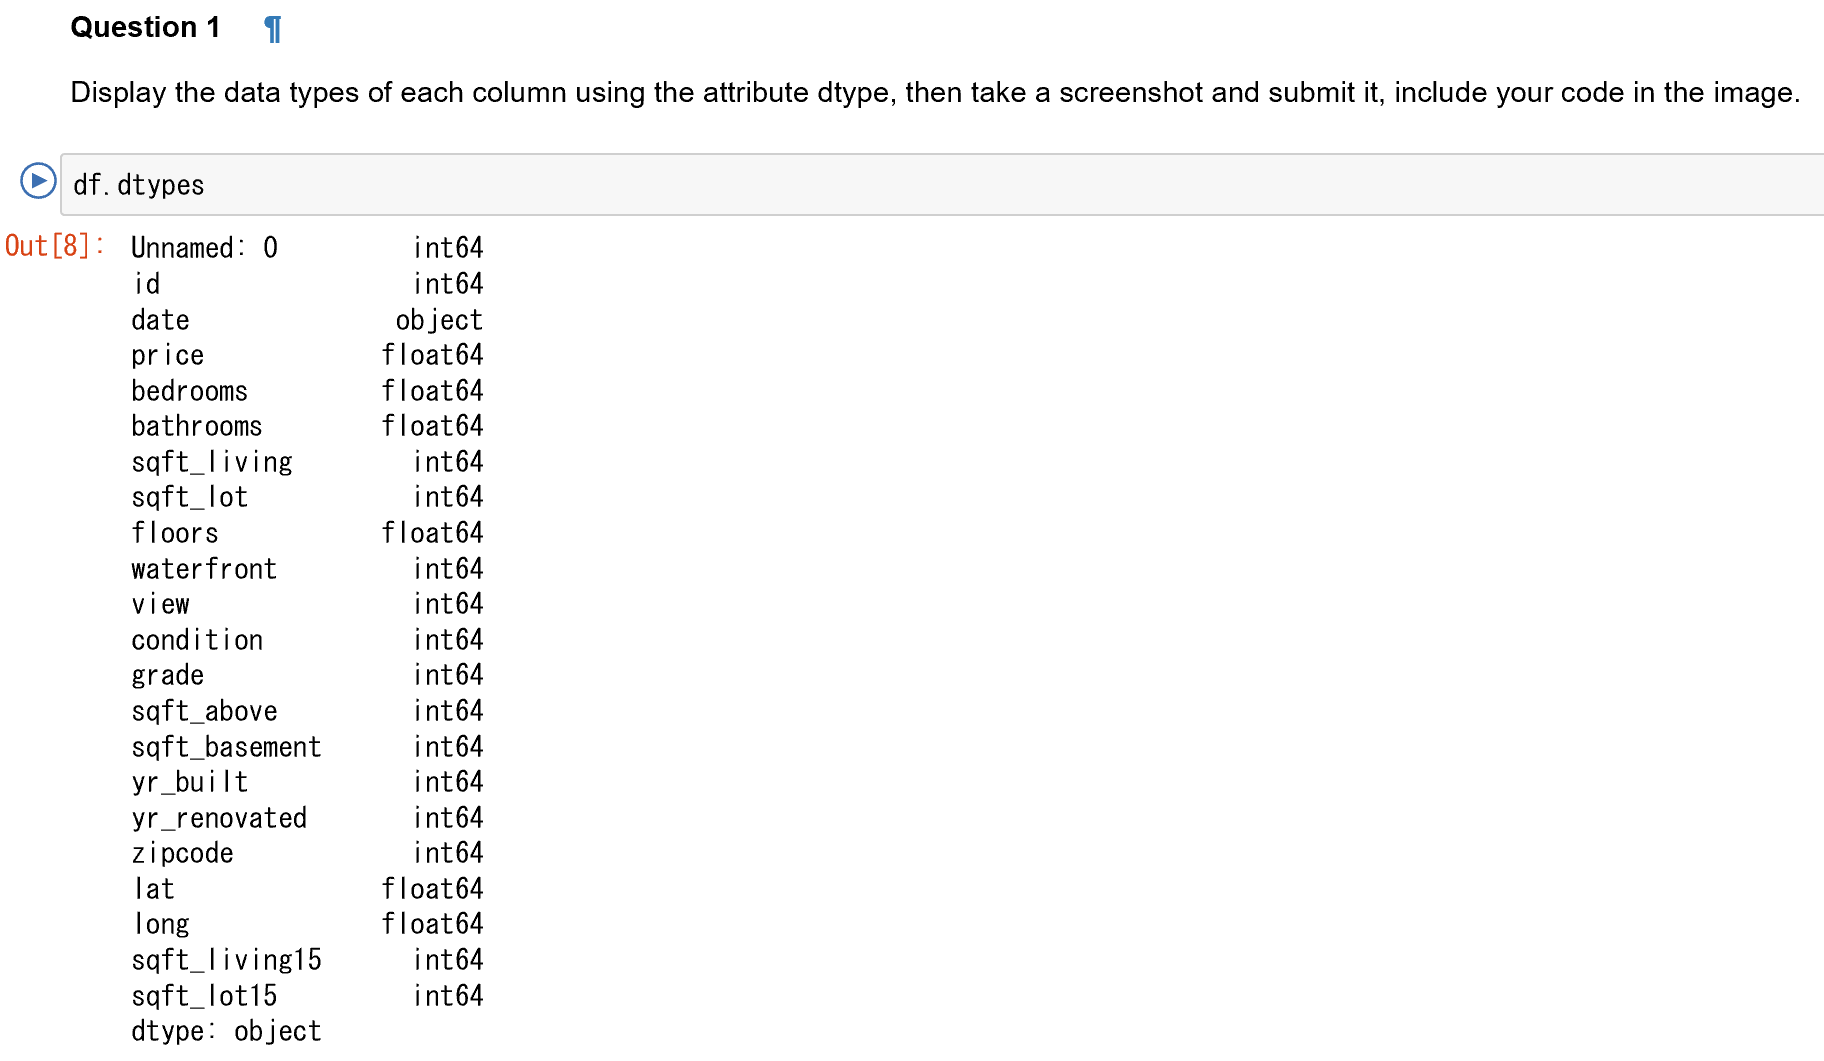 Question 1 ¶
Display the data types of each column using the attribute dtype, then take a screenshot and submit it, include your code in the image.
df.dtypes
Out[8]: Unnamed: 0 int64
id int64
date object
price float64
bedrooms float64
bathrooms float64
sqft_living int64
sqft_lot int64
floors float64
waterfront int64
view int64
condition int64
grade int64
sqft_above int64
sqft_basement int64
yr_built int64
yr_renovated int64
zipcode int64
lat float64
long float64
sqft_living15 int64
sqft_lot15 int64
dtype: object